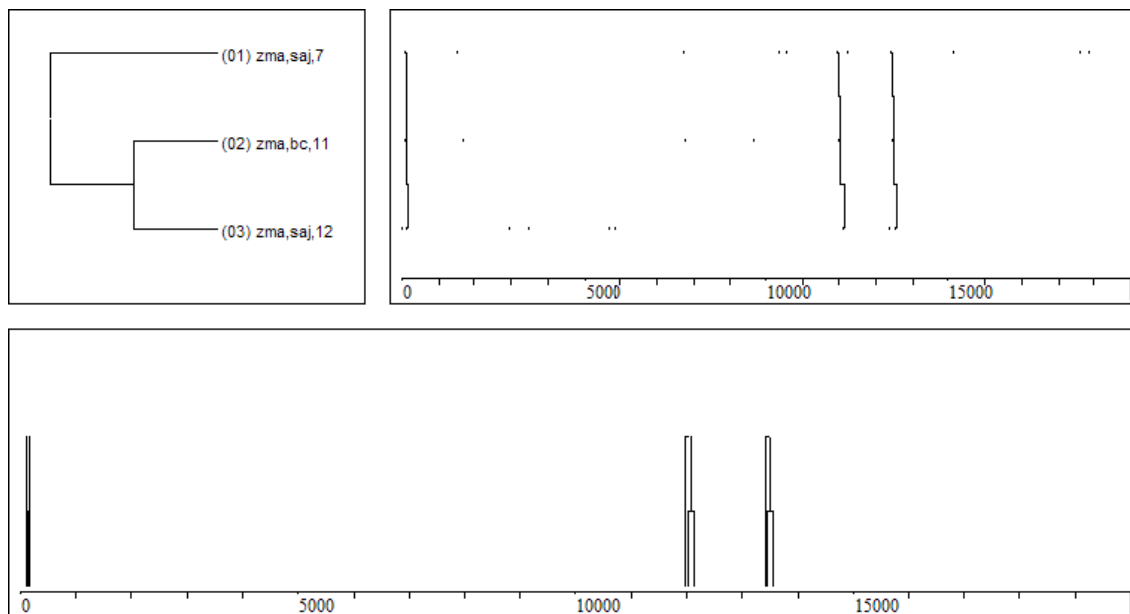 (01) zma,saj,7
(02) zma,bc,11
(03) zma,saj,12
0 5000 10000 15000
0 5000 10000 15000